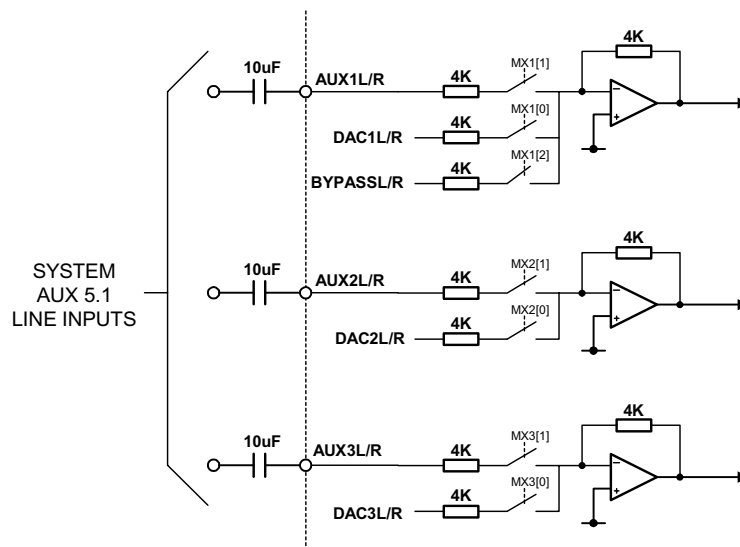 10uF
AUX1L/R
4K
MX1[1]
4K
DAC1L/R
4K
MX1[0]
BYPASSL/R
4K
MX1[2]
−
+
SYSTEM
AUX 5.1
LINE INPUTS
10uF
AUX2L/R
4K
MX2[1]
4K
DAC2L/R
4K
MX2[0]
−
+
10uF
AUX3L/R
4K
MX3[1]
4K
DAC3L/R
4K
MX3[0]
−
+